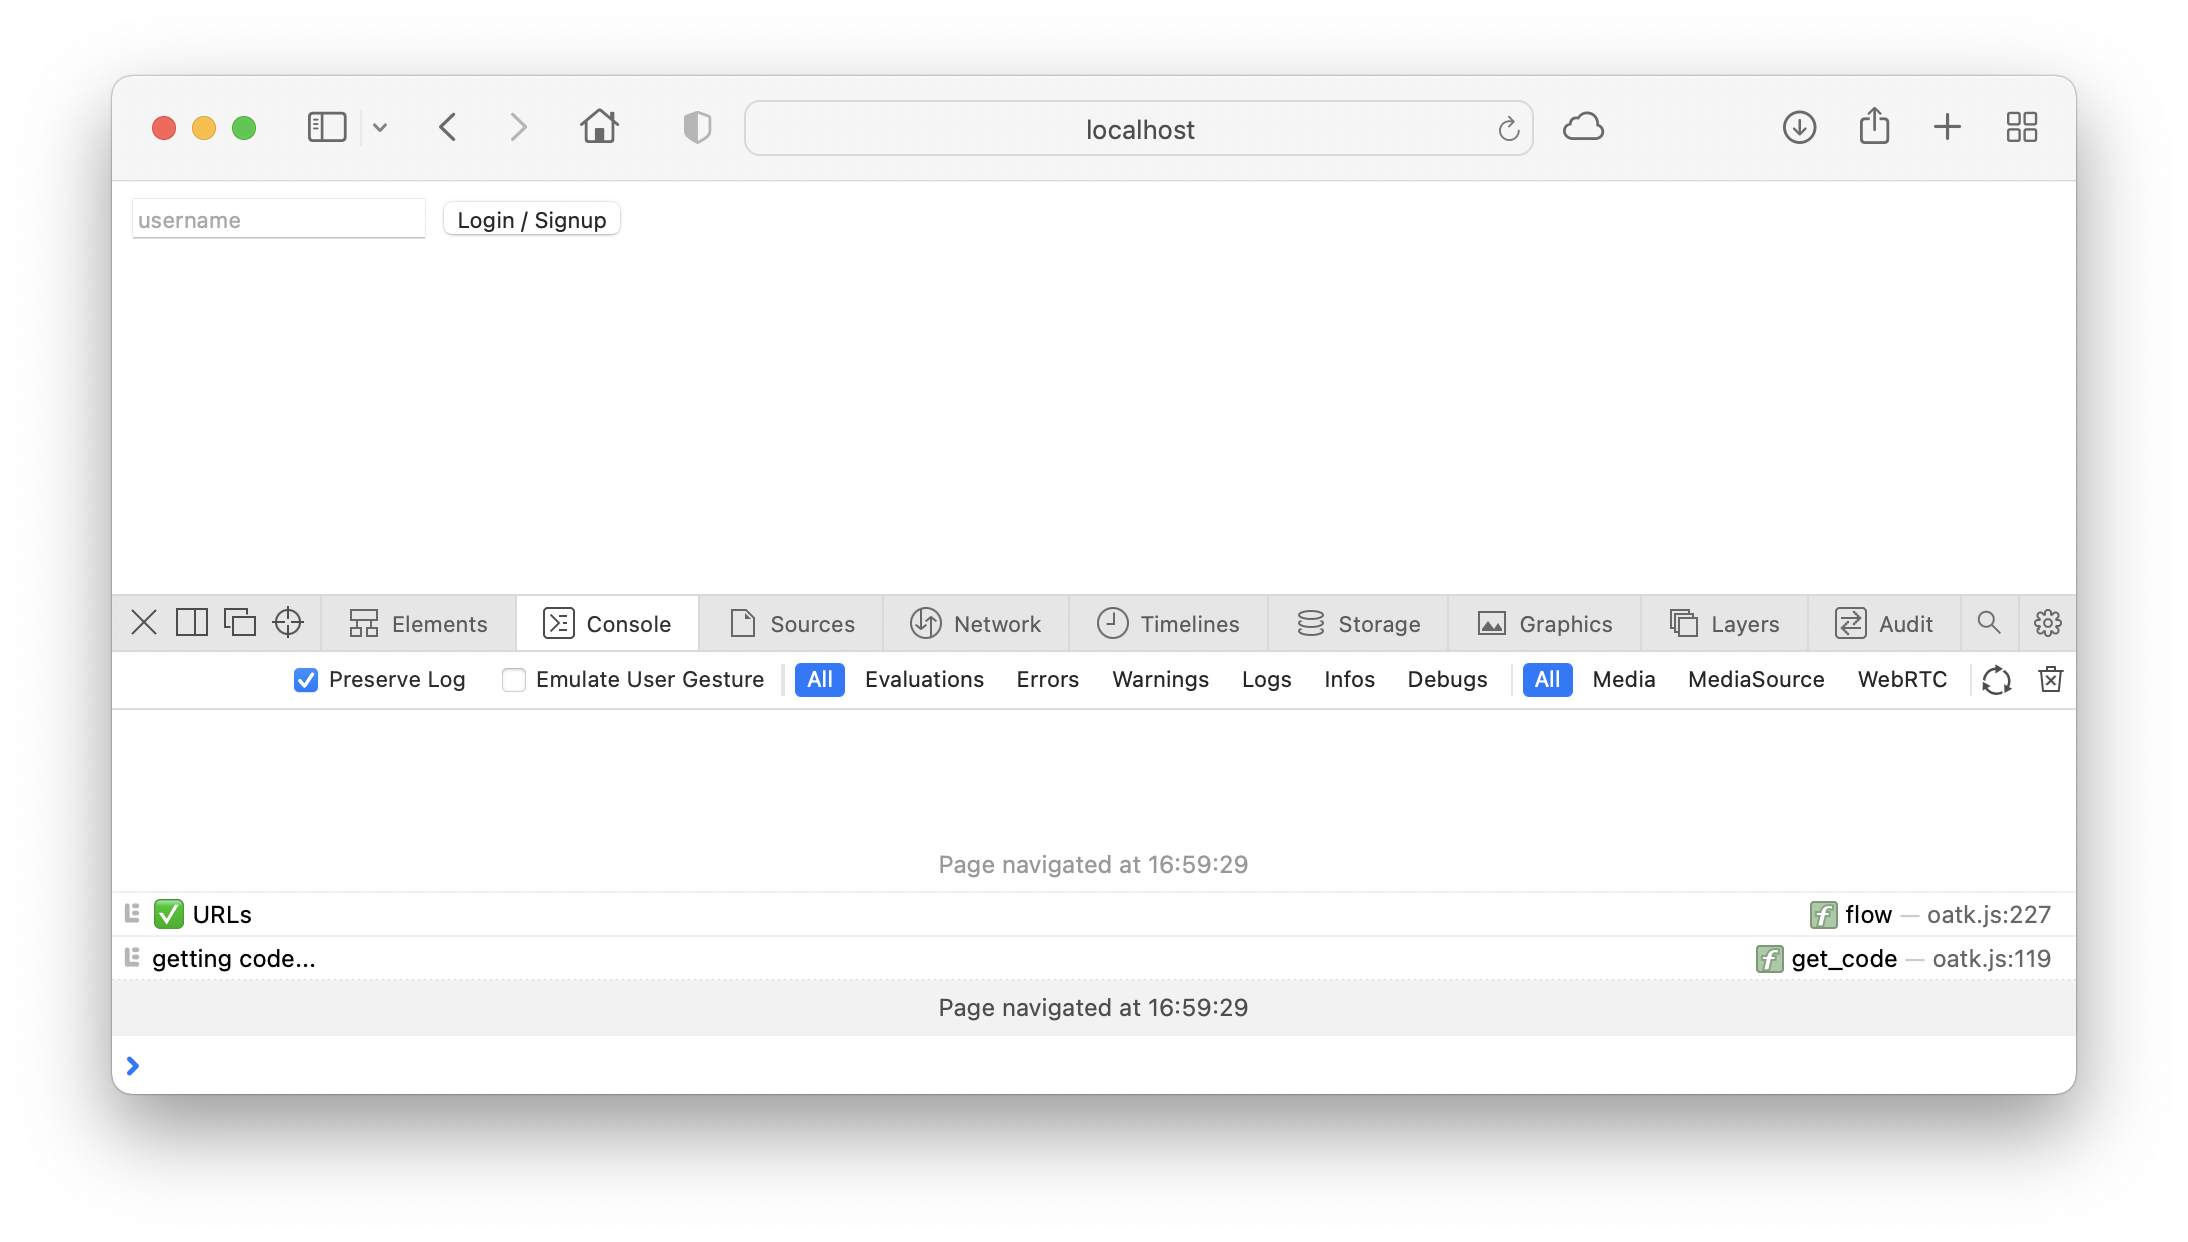 localhost
username Login / Signup
Elements Console Sources Network Timelines Storage Graphics Layers Audit
Preserve Log Emulate User Gesture All Evaluations Errors Warnings Logs Infos Debugs All Media MediaSource WebRTC
Page navigated at 16:59:29
✅ URLs f flow — oatk.js:227
getting code... f get_code — oatk.js:119
Page navigated at 16:59:29